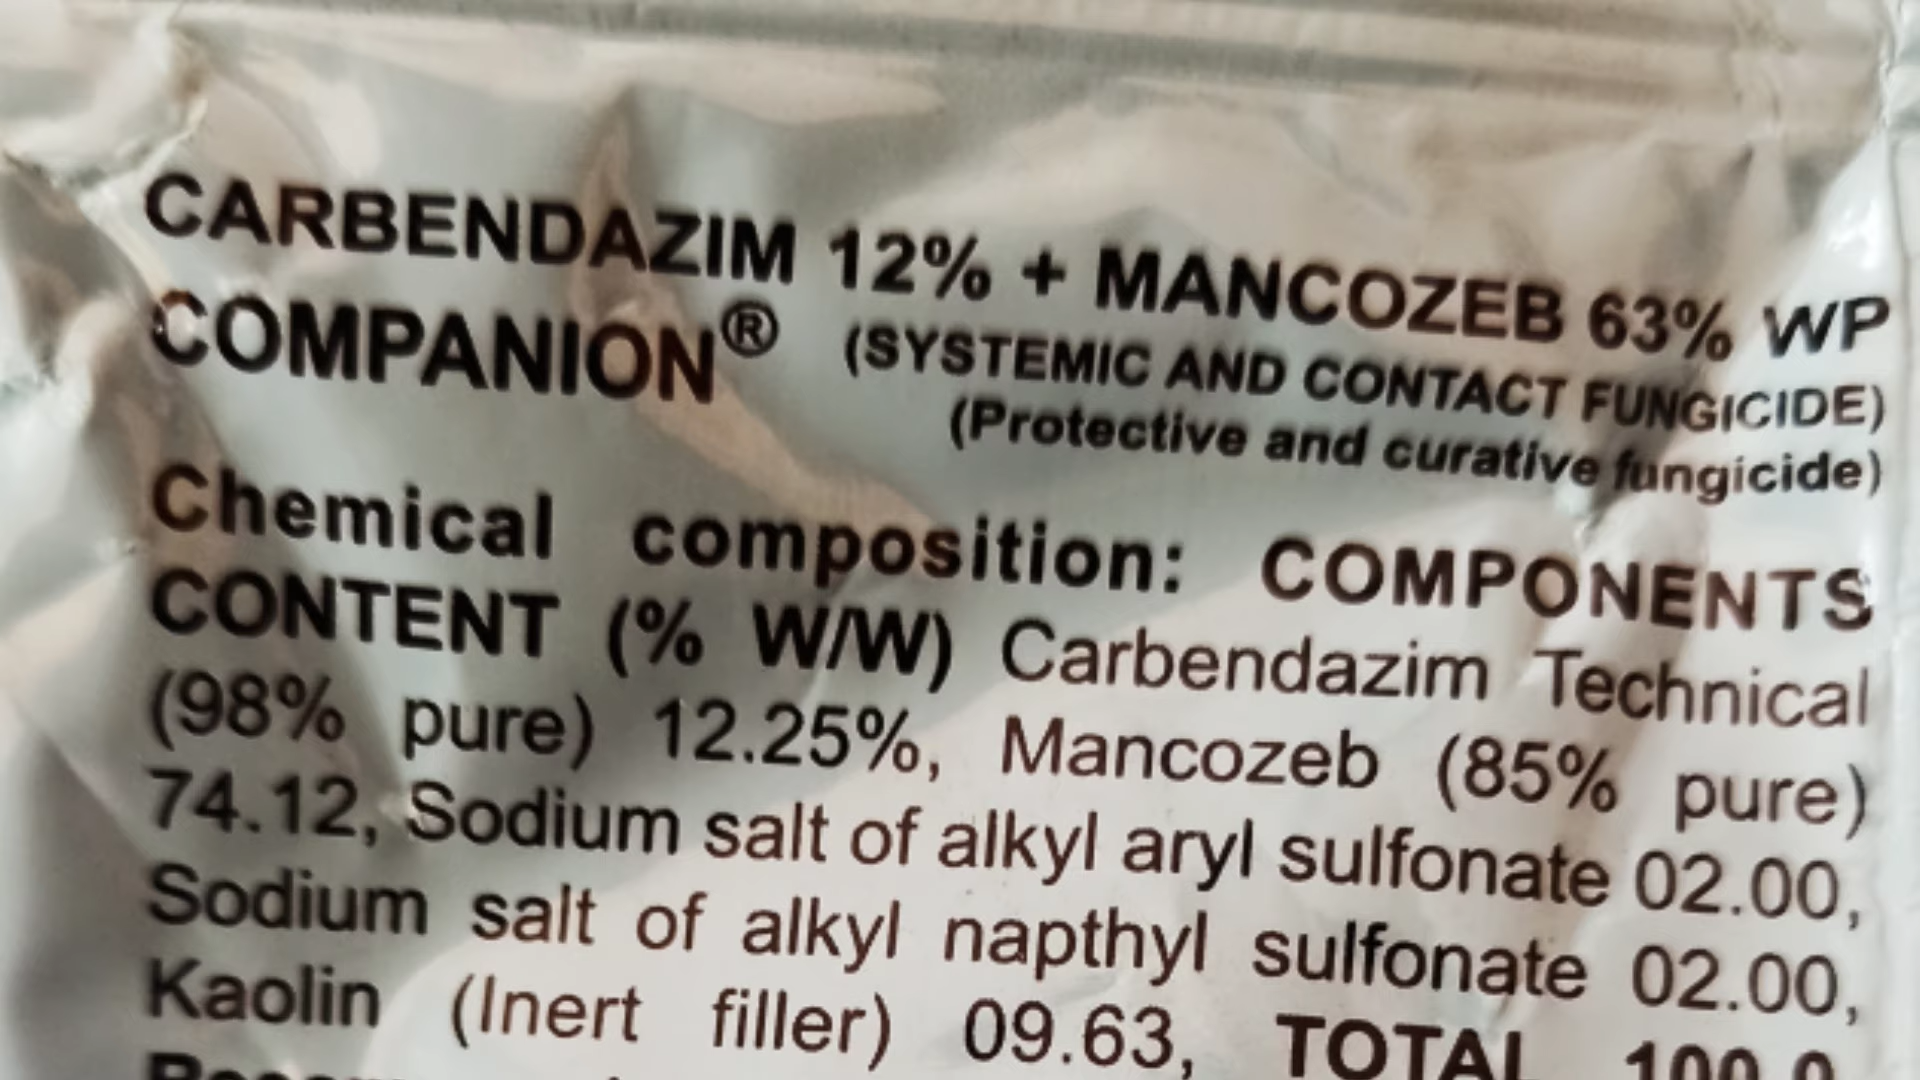 CARBENDAZIM 12% + MANCOZEB 63% WP
COMPANION® (SYSTEMIC AND CONTACT FUNGICIDE)
(Protective and curative fungicide)
Chemical composition: COMPONENTS
CONTENT (% W/W) Carbendazim Technical
(98% pure) 12.25%, Mancozeb (85% pure)
74.12, Sodium salt of alkyl aryl sulfonate 02.00,
Sodium salt of alkyl napthyl sulfonate 02.00,
Kaolin (Inert filler) 09.63, TOTAL 100.0